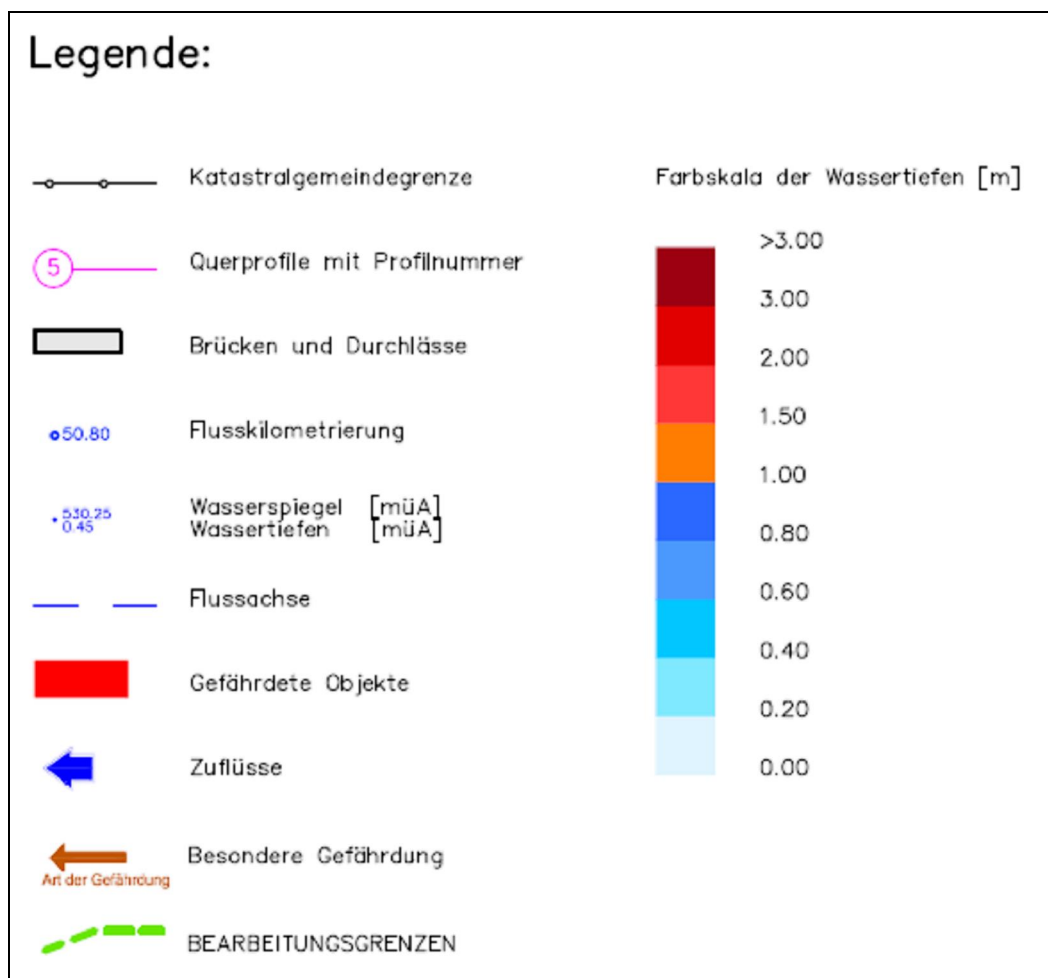 Legende:
Katastralgemeindegrenze
5
Querprofile mit Profilnummer
Brücken und Durchlässe
50.80
Flusskilometrierung
530.25
0.45
Wasserspiegel [müA]
Wassertiefen [müA]
Flussachse
Gefährdete Objekte
Zuflüsse
Besondere Gefährdung
Art der Gefährdung
BEARBEITUNGSGRENZEN
Farbskala der Wassertiefen [m]
>3.00
3.00
2.00
1.50
1.00
0.80
0.60
0.40
0.20
0.00